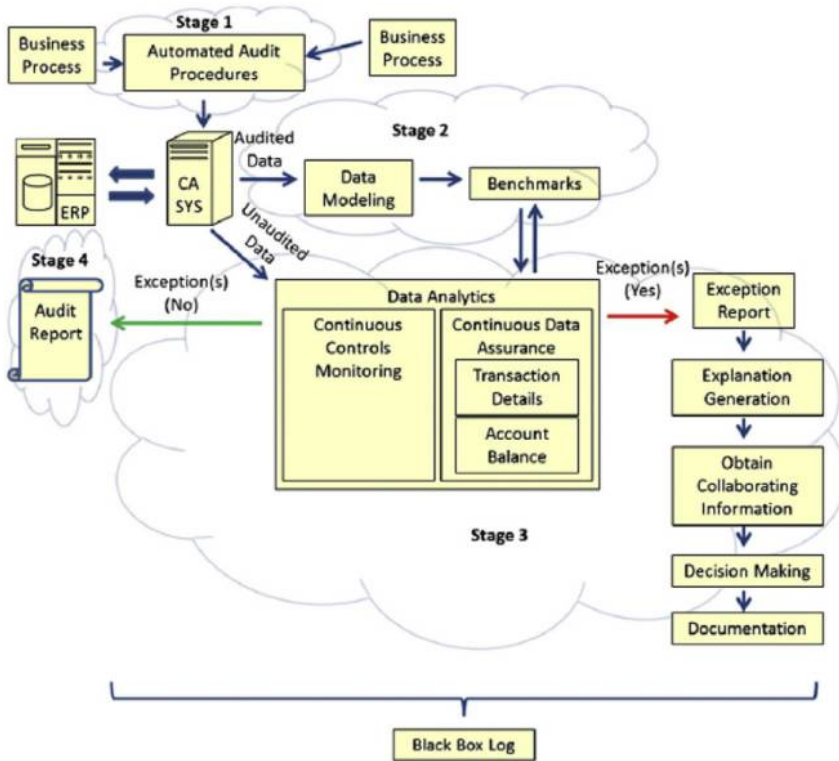 Stage 1
Business
Process
Automated Audit
Procedures
Business
Process
Stage 2
ERP
CA
SYS
Audited
Data
Data
Modeling
Benchmarks
Unaudited
Data
Stage 4
Audit
Report
Exception(s)
(No)
Data Analytics
Continuous
Controls
Monitoring
Continuous Data
Assurance
Transaction
Details
Account
Balance
Exception(s)
(Yes)
Exception
Report
Explanation
Generation
Obtain
Collaborating
Information
Decision Making
Documentation
Stage 3
Black Box Log